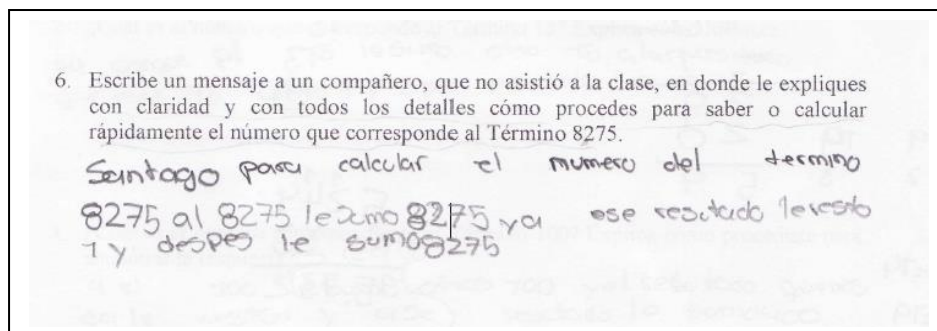 6. Escribe un mensaje a un compañero, que no asistió a la clase, en donde le expliques
con claridad y con todos los detalles cómo procedes para saber o calcular
rápidamente el número que corresponde al Término 8275.
Santago para calcular el numero del termino
8275 al 8275 le sumo 8275 y a ese resultado le resto
1 y despes le sumo 8275